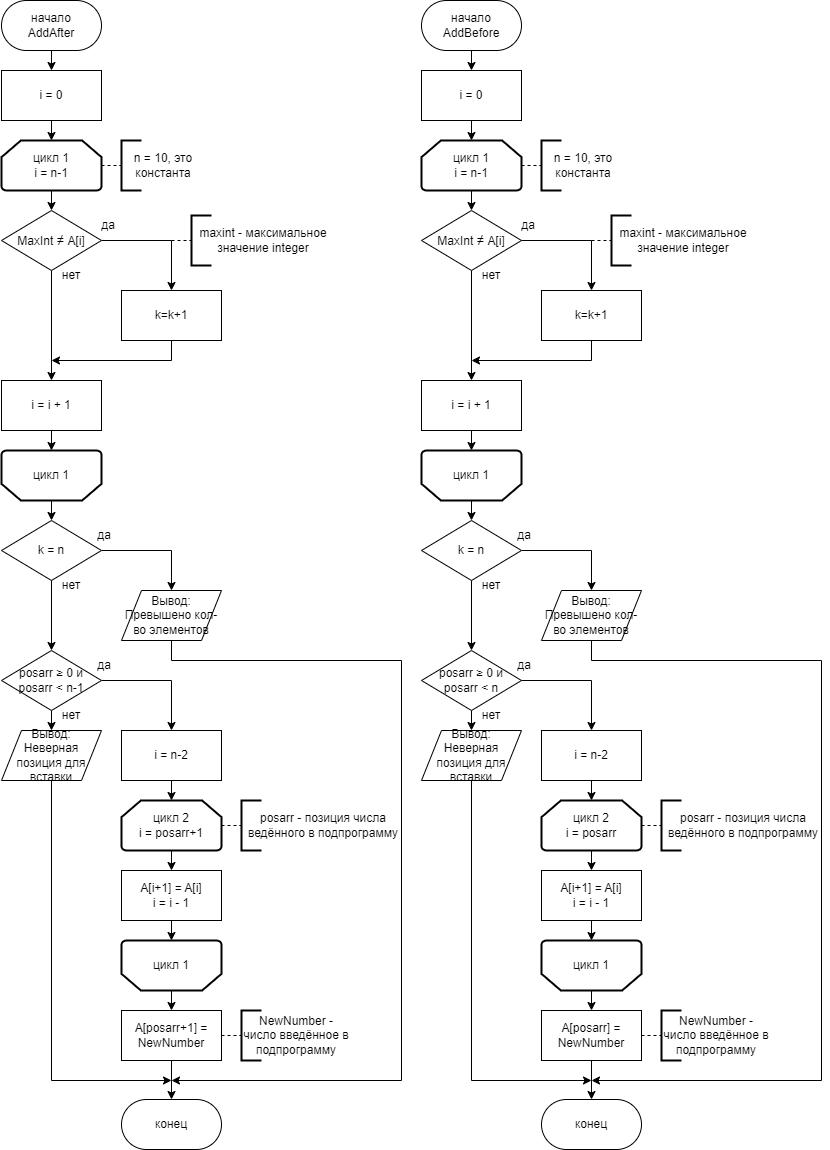 начало
AddAfter
i = 0
цикл 1
i = n-1
n = 10, это
константа
MaxInt ≠ A[i]
да
нет
maxint - максимальное
значение integer
k=k+1
i = i + 1
цикл 1
k = n
да
нет
Вывод:
Превышено кол-
во элементов
posarr ≥ 0 и
posarr < n-1
да
нет
Вывод:
Неверная
позиция для
вставки
i = n-2
цикл 2
i = posarr+1
posarr - позиция числа
ведённого в подпрограмму
A[i+1] = A[i]
i = i - 1
цикл 1
A[posarr+1] =
NewNumber
NewNumber -
число введённое в
подпрограмму
конец
начало
AddBefore
i = 0
цикл 1
i = n-1
n = 10, это
константа
MaxInt ≠ A[i]
да
нет
maxint - максимальное
значение integer
k=k+1
i = i + 1
цикл 1
k = n
да
нет
Вывод:
Превышено кол-
во элементов
posarr ≥ 0 и
posarr < n
да
нет
Вывод:
Неверная
позиция для
вставки
i = n-2
цикл 2
i = posarr
posarr - позиция числа
ведённого в подпрограмму
A[i+1] = A[i]
i = i - 1
цикл 1
A[posarr] =
NewNumber
NewNumber -
число введённое в
подпрограмму
конец